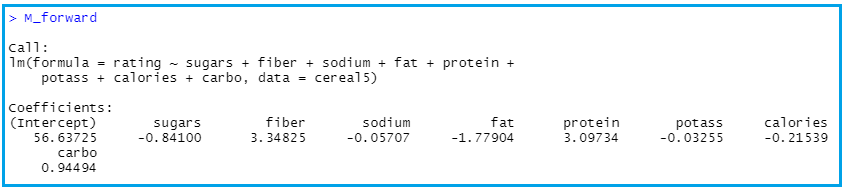 > M_forward
Call:
lm(formula = rating ~ sugars + fiber + sodium + fat + protein +
    potass + calories + carbo, data = cereal5)
Coefficients:
(Intercept)       sugars        fiber       sodium          fat      protein       potass     calories
   56.63725     -0.84100      3.34825     -0.05707     -1.77904      3.09734     -0.03255     -0.21539
      carbo
    0.94494